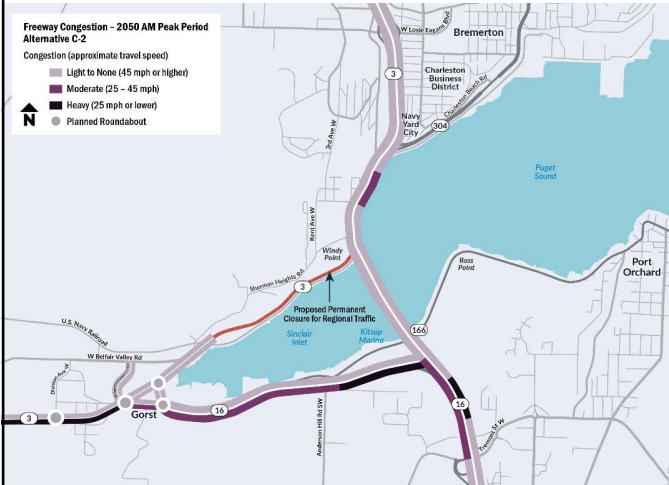 Freeway Congestion – 2050 AM Peak Period
Alternative C-2
Congestion (approximate travel speed)
Light to None (45 mph or higher)
Moderate (25 – 45 mph)
Heavy (25 mph or lower)
Planned Roundabout
N
W Loxie Eagans Blvd
Bremerton
3
Charleston
Business
District
Charleston Beach Rd
Navy
Yard
City
304
3rd Ave W
Puget
Sound
Kent Ave W
Windy
Point
Ross
Point
Port
Orchard
Sherman Heights Rd
3
Proposed Permanent
Closure for Regional Traffic
U.S. Navy Railroad
Sinclair
Inlet
Kitsap
Marina
166
W Belfair Valley Rd
3
Gorst
16
Anderson Hill Rd SW
16
Tremont St W